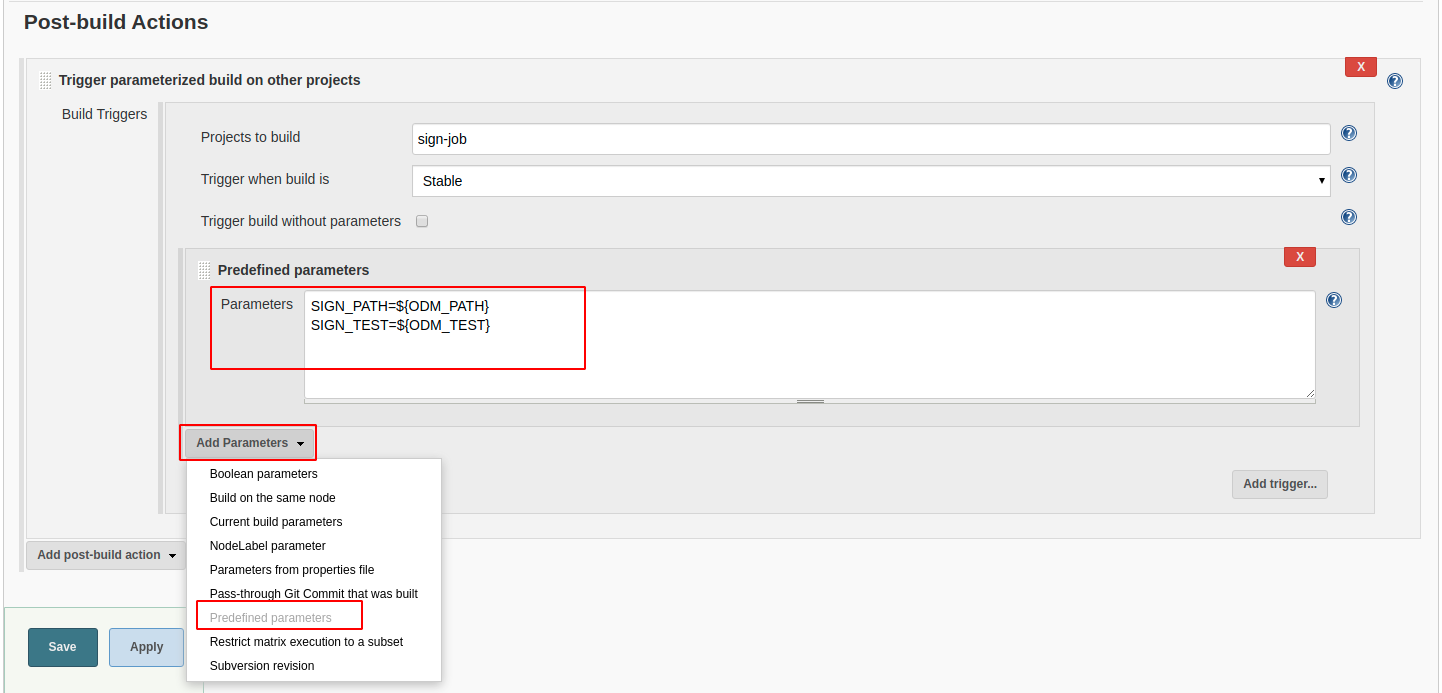 Post-build Actions
Trigger parameterized build on other projects
X
?
Build Triggers
Projects to build
sign-job
?
Trigger when build is
Stable
?
Trigger build without parameters
?
Predefined parameters
X
Parameters
SIGN_PATH=${ODM_PATH}
SIGN_TEST=${ODM_TEST}
?
Add Parameters
Boolean parameters
Build on the same node
Current build parameters
NodeLabel parameter
Parameters from properties file
Pass-through Git Commit that was built
Predefined parameters
Restrict matrix execution to a subset
Subversion revision
Add trigger...
Add post-build action
Save
Apply